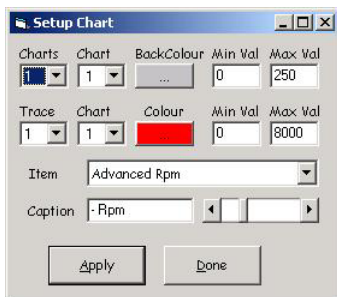 Setup Chart
Charts Chart BackColour Min Val Max Val
1 1 ... 0 250
Trace Chart Colour Min Val Max Val
1 1 ... 0 8000
Item Advanced Rpm
Caption - Rpm
Apply Done